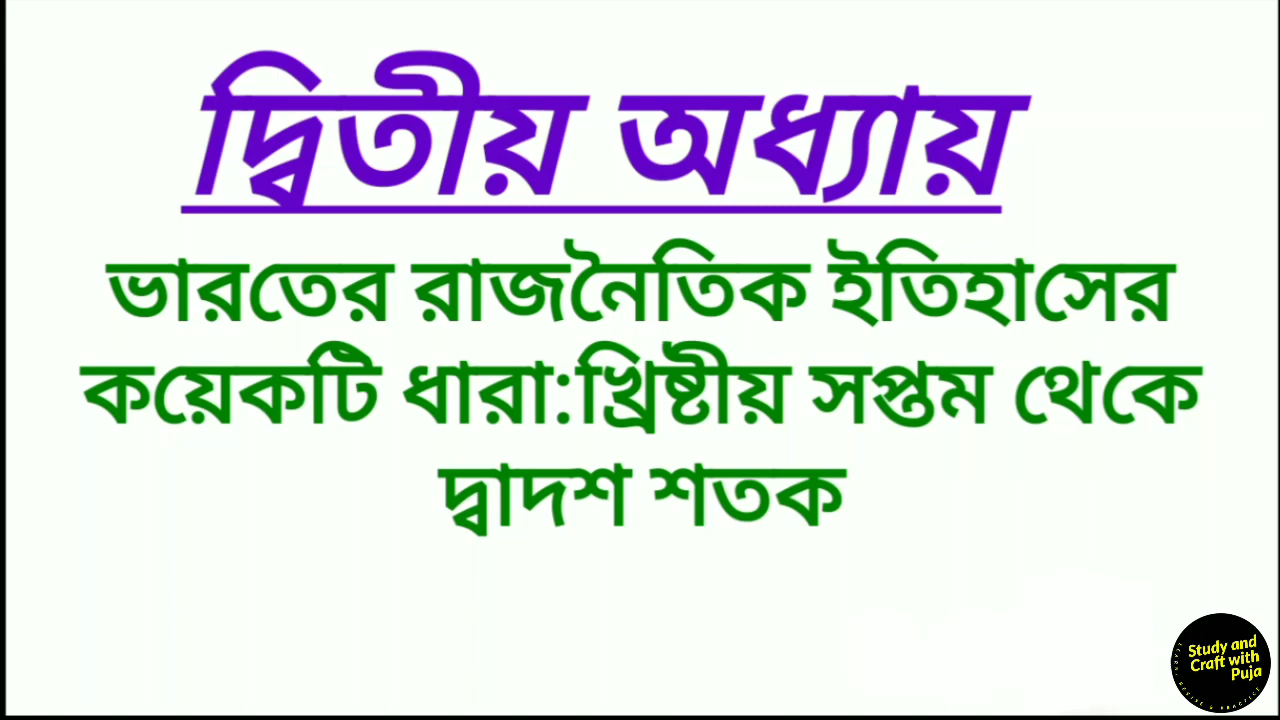 দ্বিতীয় অধ্যায়
ভারতের রাজনৈতিক ইতিহাসের
কয়েকটি ধারা:খ্রিষ্টীয় সপ্তম থেকে
দ্বাদশ শতক
Study and
Craft with
Puja